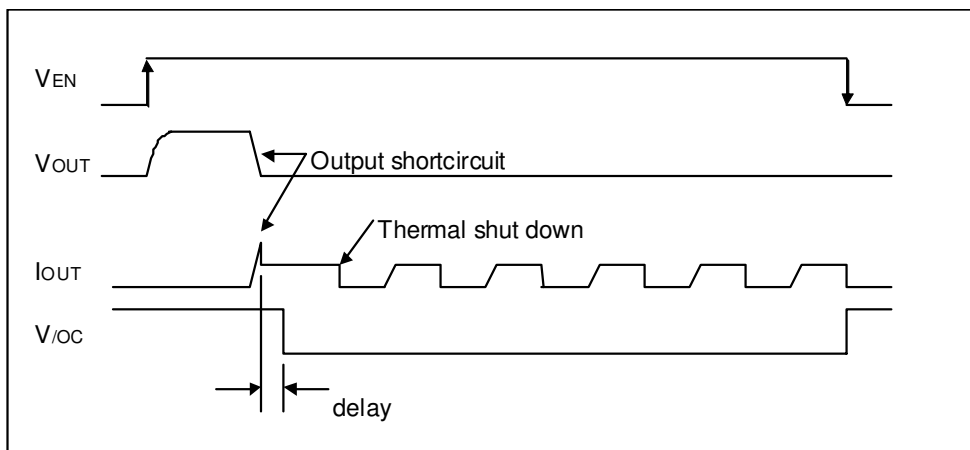 VEN
VOUT
Output shortcircuit
Thermal shut down
IOUT
V/OC
delay